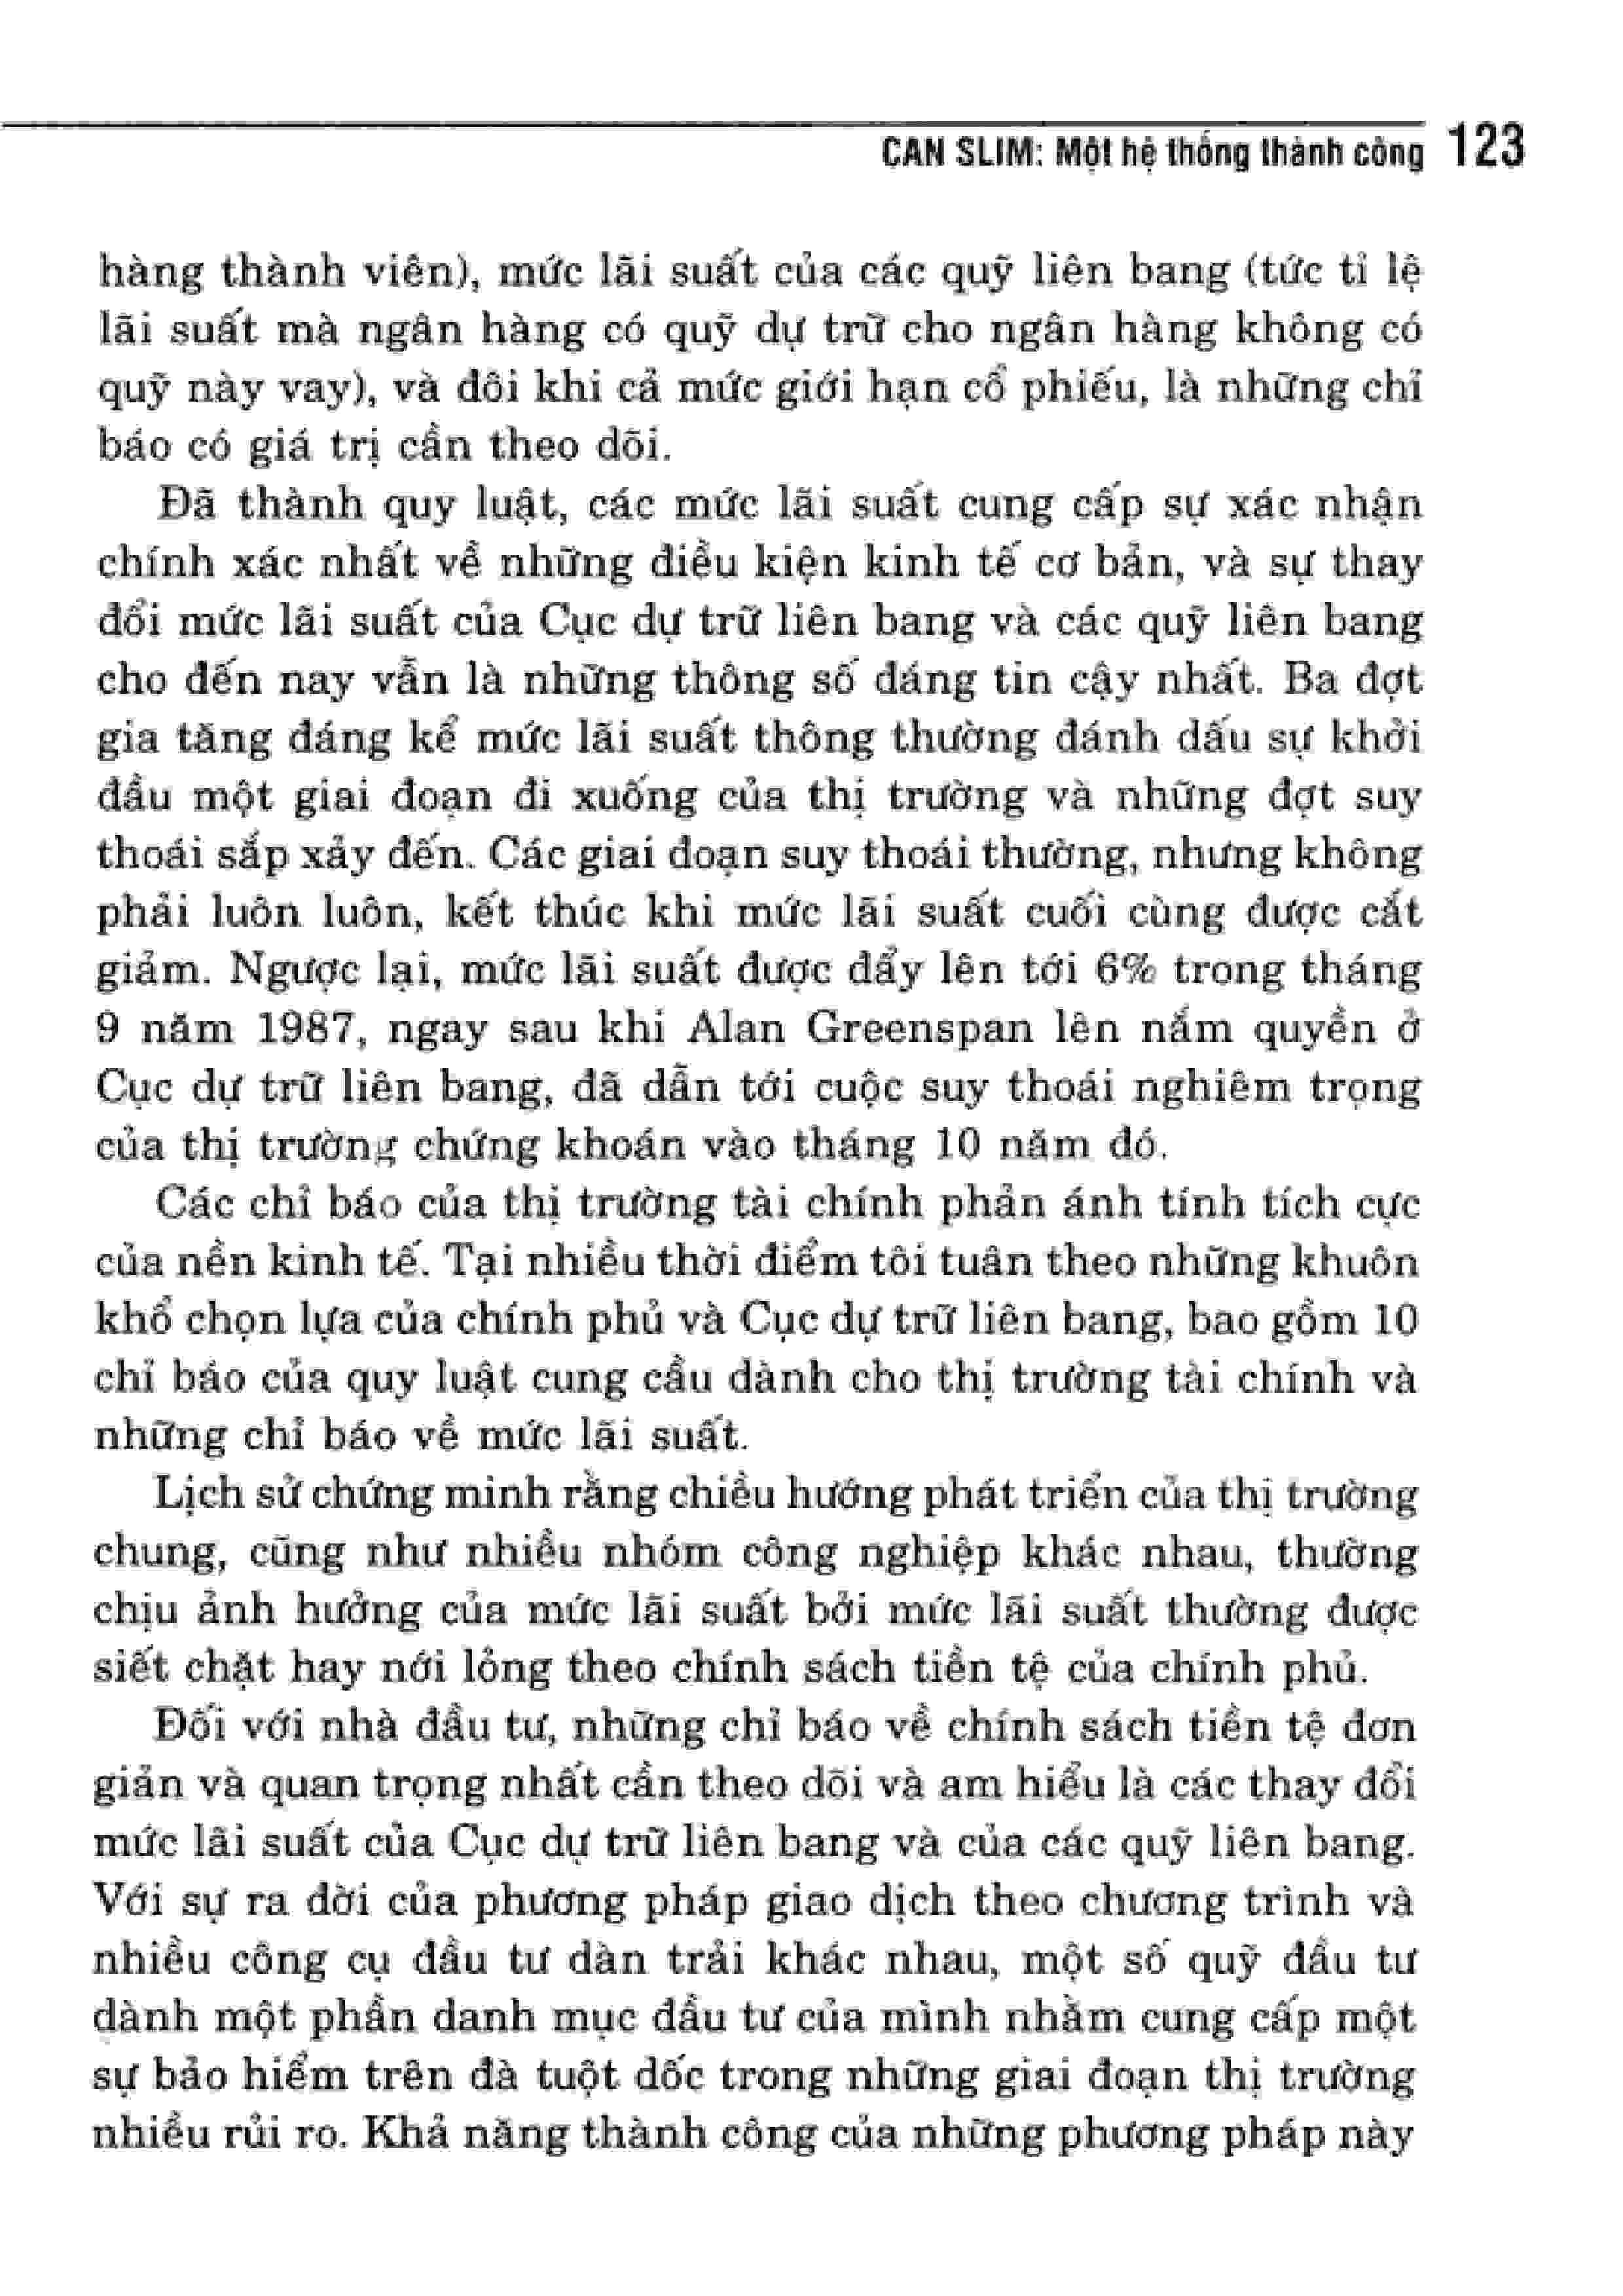 CAN SLIM: Một hệ thống thành công 123
hàng thành viên), mức lãi suất của các quỹ liên bang (tức tỉ lệ
lãi suất mà ngân hàng có quỹ dự trữ cho ngân hàng không có
quỹ này vay), và đôi khi cả mức giới hạn cổ phiếu, là những chỉ
báo có giá trị cần theo dõi.
Đã thành quy luật, các mức lãi suất cung cấp sự xác nhận
chính xác nhất về những điều kiện kinh tế cơ bản, và sự thay
đổi mức lãi suất của Cục dự trữ liên bang và các quỹ liên bang
cho đến nay vẫn là những thông số đáng tin cậy nhất. Ba đợt
gia tăng đáng kể mức lãi suất thông thường đánh dấu sự khởi
đầu một giai đoạn đi xuống của thị trường và những đợt suy
thoái sắp xảy đến. Các giai đoạn suy thoái thường, nhưng không
phải luôn luôn, kết thúc khi mức lãi suất cuối cùng được cắt
giảm. Ngược lại, mức lãi suất được đẩy lên tới 6% trong tháng
9 năm 1987, ngay sau khi Alan Greenspan lên nắm quyền ở
Cục dự trữ liên bang, đã dẫn tới cuộc suy thoái nghiêm trọng
của thị trường chứng khoán vào tháng 10 năm đó.
Các chỉ báo của thị trường tài chính phản ánh tính tích cực
của nền kinh tế. Tại nhiều thời điểm tôi tuân theo những khuôn
khổ chọn lựa của chính phủ và Cục dự trữ liên bang, bao gồm 10
chỉ báo của quy luật cung cầu dành cho thị trường tài chính và
những chỉ báo về mức lãi suất.
Lịch sử chứng minh rằng chiều hướng phát triển của thị trường
chung, cũng như nhiều nhóm công nghiệp khác nhau, thường
chịu ảnh hưởng của mức lãi suất bởi mức lãi suất thường được
siết chặt hay nới lỏng theo chính sách tiền tệ của chính phủ.
Đối với nhà đầu tư, những chỉ báo về chính sách tiền tệ đơn
giản và quan trọng nhất cần theo dõi và am hiểu là các thay đổi
mức lãi suất của Cục dự trữ liên bang và của các quỹ liên bang.
Với sự ra đời của phương pháp giao dịch theo chương trình và
nhiều công cụ đầu tư dàn trải khác nhau, một số quỹ đầu tư
dành một phần danh mục đầu tư của mình nhằm cung cấp một
sự bảo hiểm trên đà tuột dốc trong những giai đoạn thị trường
nhiều rủi ro. Khả năng thành công của những phương pháp này